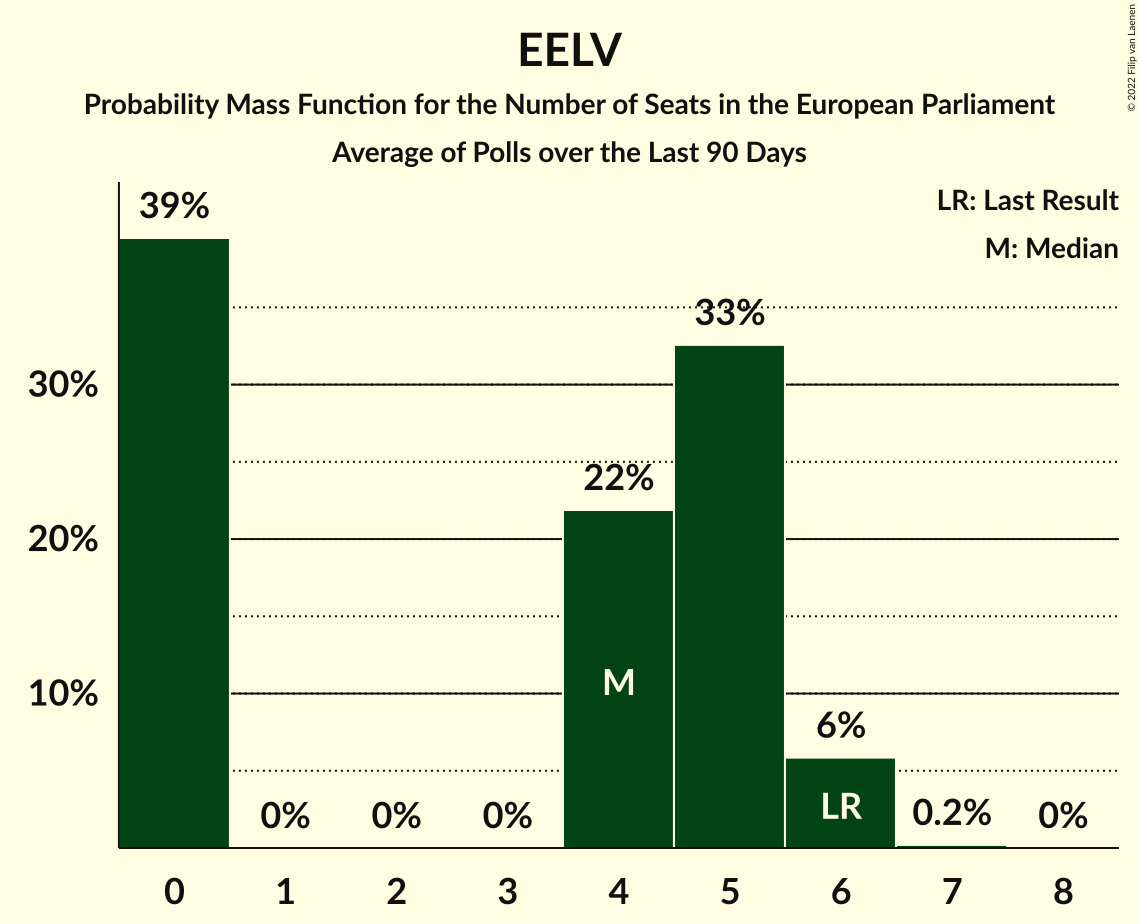 EELV
Probability Mass Function for the Number of Seats in the European Parliament
Average of Polls over the Last 90 Days
© 2022 Filip van Laenen
LR: Last Result
M: Median
39%
33%
30%
22%
20%
M
10%
6%
LR
0%
0%
0%
0.2%
0%
0
1
2
3
4
5
6
7
8